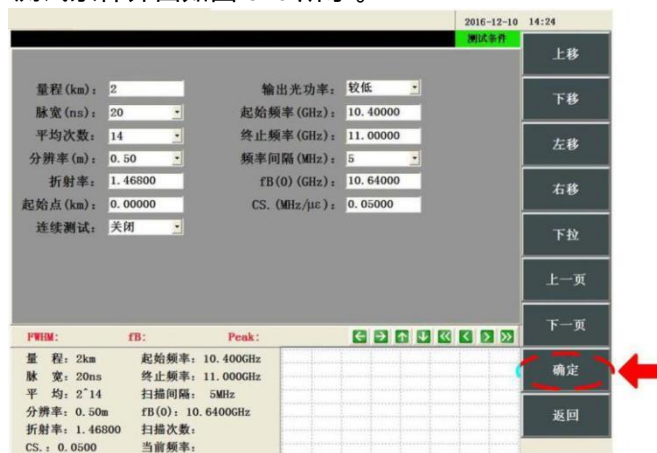 2016-12-10 14:24
测试条件
量程(km): 2 输出光功率: 较低
脉宽(ns): 20 起始频率(GHz): 10.40000
平均次数: 14 终止频率(GHz): 11.00000
分辨率(m): 0.50 频率间隔(MHz): 5
折射率: 1.46800 fB(0)(GHz): 10.64000
起始点(km): 0.00000 CS.(MHz/με): 0.05000
连续测试: 关闭
上移
下移
左移
右移
下拉
上一页
下一页
确定
返回
FWHM: fB: Peak:
量 程: 2km 起始频率: 10.400GHz
脉 宽: 20ns 终止频率: 11.000GHz
平 均: 2^14 扫描间隔: 5MHz
分辨率: 0.50m fB(0): 10.6400GHz
折射率: 1.46800 扫描次数:
CS.: 0.0500 当前频率: